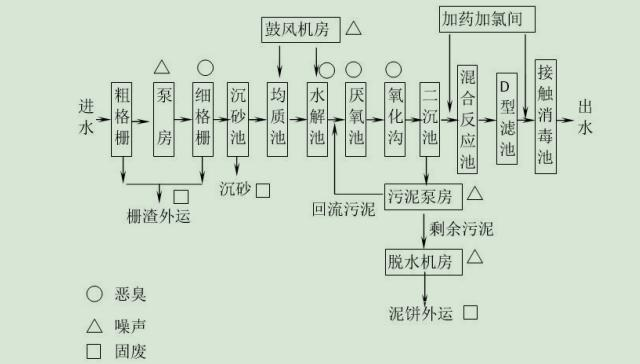 加药加氯间
鼓风机房
进水
粗格栅
泵房
细格栅
沉砂池
均质池
水解池
厌氧池
氧化沟
二沉池
混合反应池
D型滤池
接触消毒池
出水
栅渣外运
沉砂
回流污泥
污泥泵房
剩余污泥
脱水机房
泥饼外运
恶臭
噪声
固废